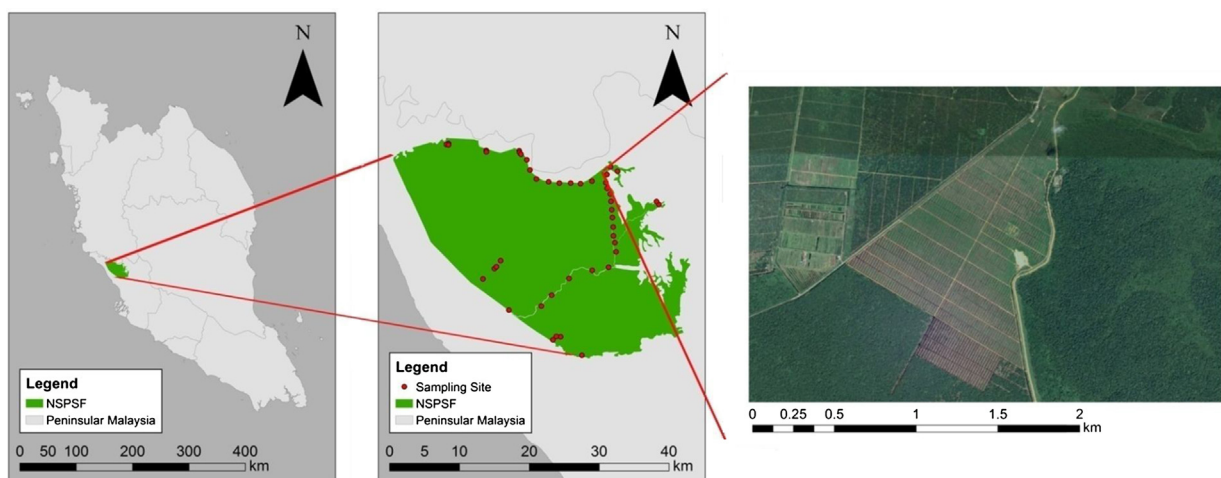 N
Legend
NSPSF
Peninsular Malaysia
0 50 100 200 300 400
km
N
Legend
Sampling Site
NSPSF
Peninsular Malaysia
0 5 10 20 30 40
km
0 0.25 0.5 1 1.5 2
km